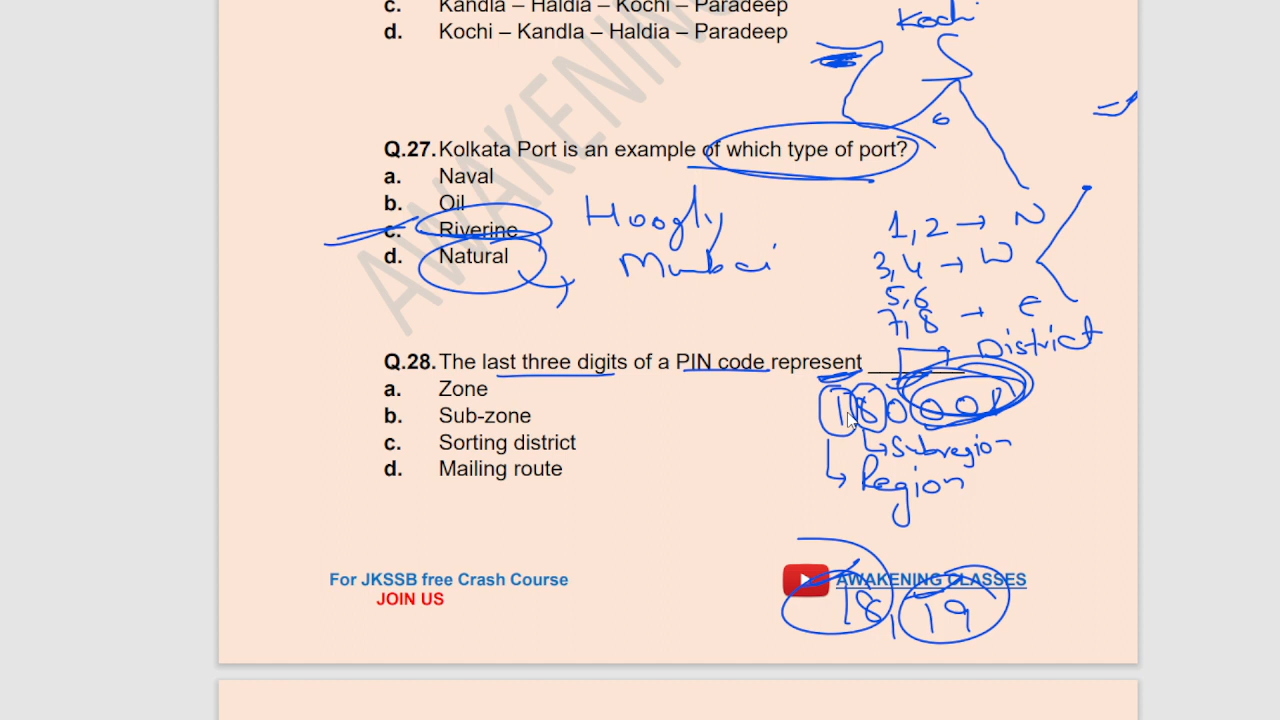 c. Kandla – Haldia – Kochi – Paradeep
d. Kochi – Kandla – Haldia – Paradeep
Kochi
AWAKENING
Q.27. Kolkata Port is an example of which type of port?
a. Naval
b. Oil
c. Riverine
d. Natural
Hoogly
Mumbai
6
1,2 → N
3,4 → W
5,6
7,8 → E
District
Q.28. The last three digits of a PIN code represent ________
a. Zone
b. Sub-zone
c. Sorting district
d. Mailing route
180001
Subregion
Region
For JKSSB free Crash Course
JOIN US
AWAKENING CLASSES
18, 19